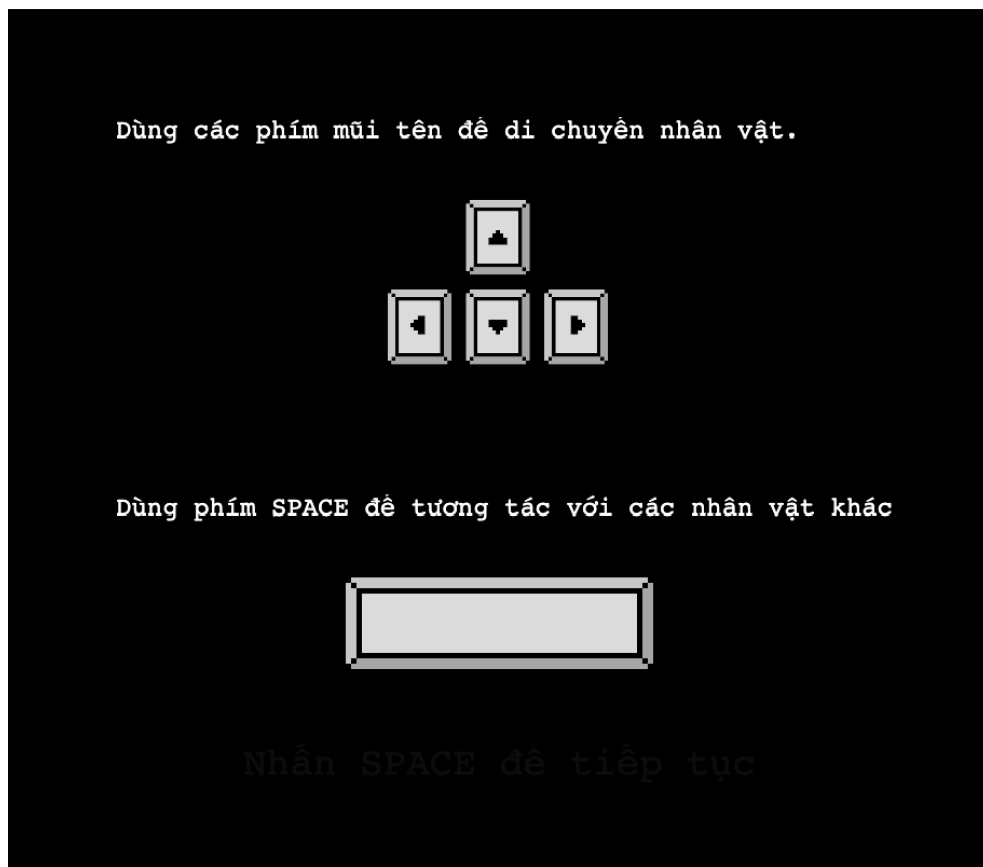 Dùng các phím mũi tên để di chuyển nhân vật.
Dùng phím SPACE để tương tác với các nhân vật khác
Nhấn SPACE để tiếp tục